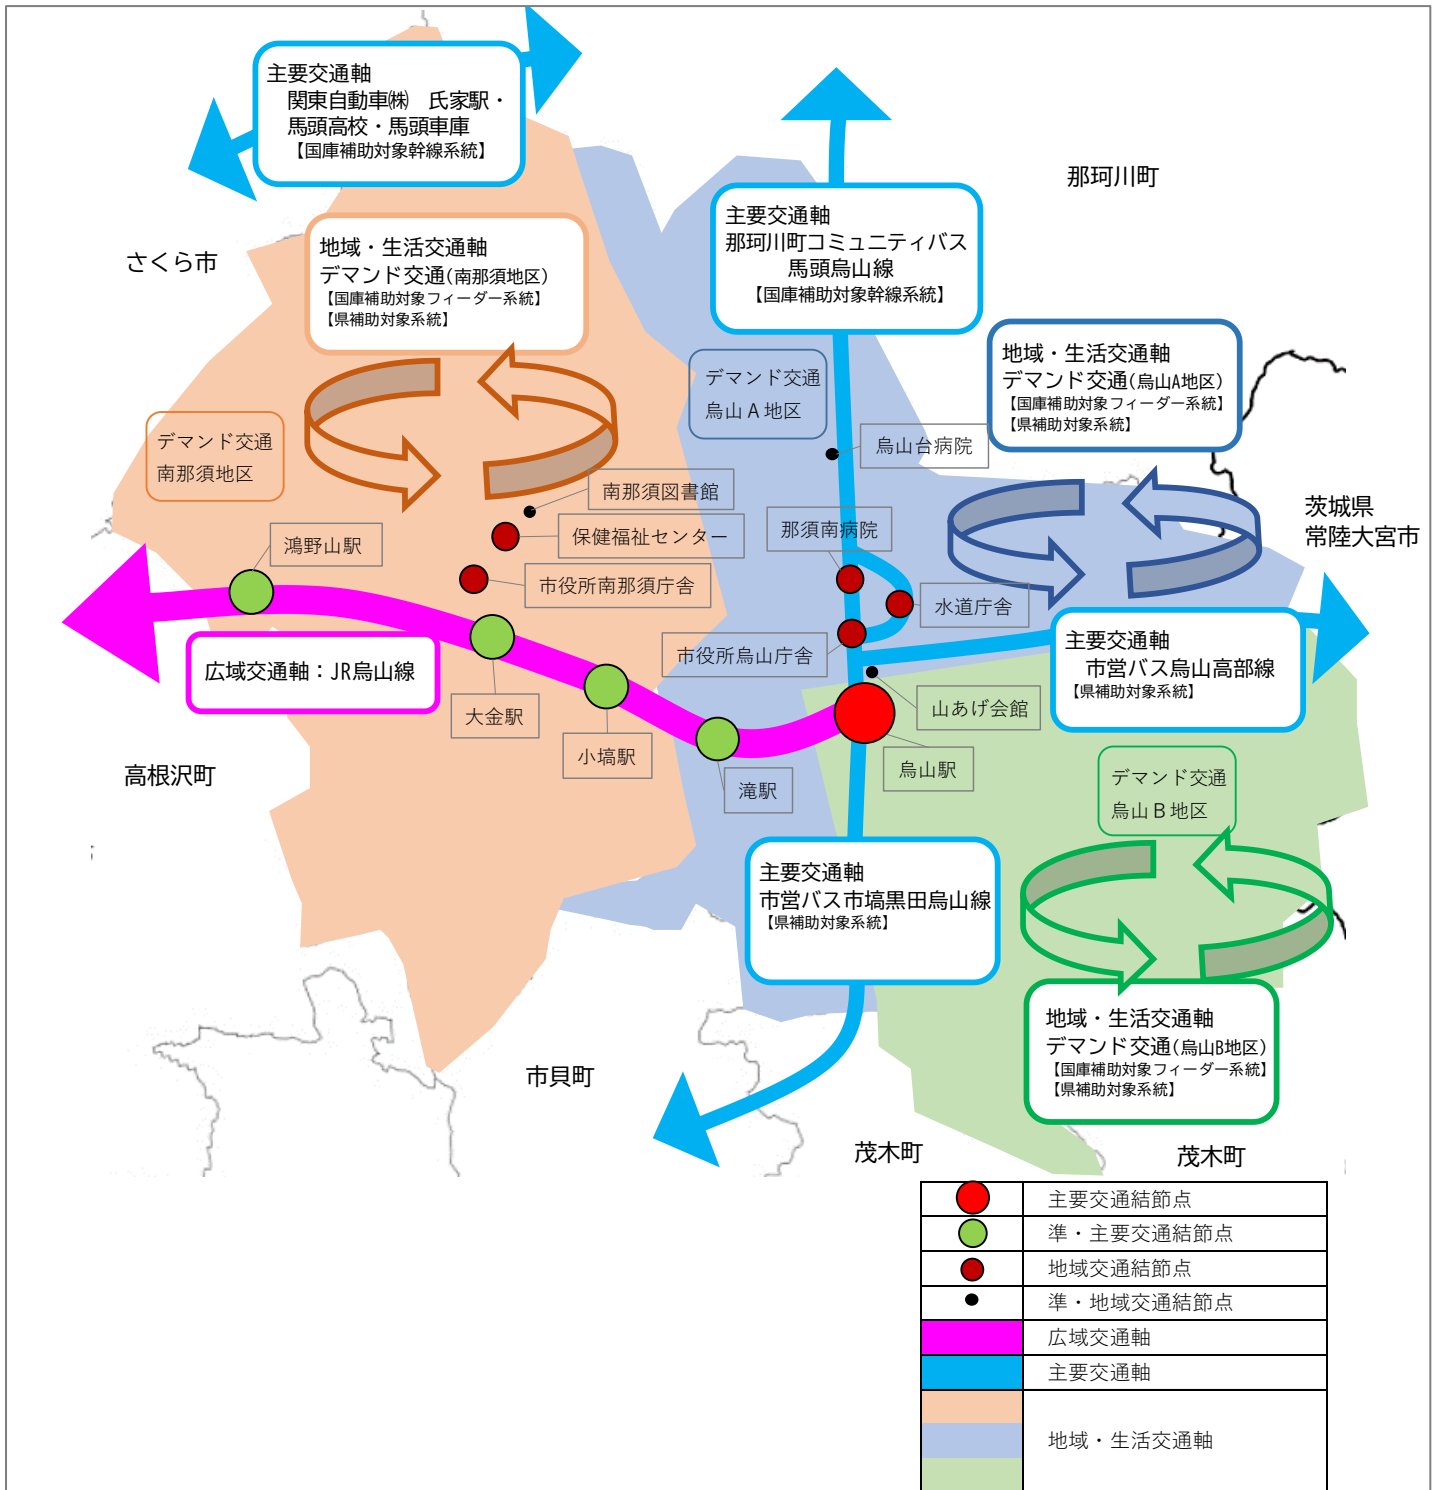 主要交通軸
関東自動車㈱　氏家駅・
馬頭高校・馬頭車庫
【国庫補助対象幹線系統】
那珂川町
主要交通軸
那珂川町コミュニティバス
馬頭烏山線
【国庫補助対象幹線系統】
さくら市
地域・生活交通軸
デマンド交通(南那須地区)
【国庫補助対象フィーダー系統】
【県補助対象系統】
地域・生活交通軸
デマンド交通(烏山A地区)
【国庫補助対象フィーダー系統】
【県補助対象系統】
デマンド交通
烏山A地区
デマンド交通
南那須地区
烏山台病院
南那須図書館
保健福祉センター
那須南病院
茨城県
常陸大宮市
鴻野山駅
市役所南那須庁舎
水道庁舎
市役所烏山庁舎
主要交通軸
市営バス烏山高部線
【県補助対象系統】
広域交通軸：JR烏山線
大金駅
山あげ会館
小塙駅
烏山駅
滝駅
高根沢町
デマンド交通
烏山B地区
主要交通軸
市営バス市塙黒田烏山線
【県補助対象系統】
地域・生活交通軸
デマンド交通(烏山B地区)
【国庫補助対象フィーダー系統】
【県補助対象系統】
市貝町
茂木町
茂木町
主要交通結節点
準・主要交通結節点
地域交通結節点
準・地域交通結節点
広域交通軸
主要交通軸
地域・生活交通軸